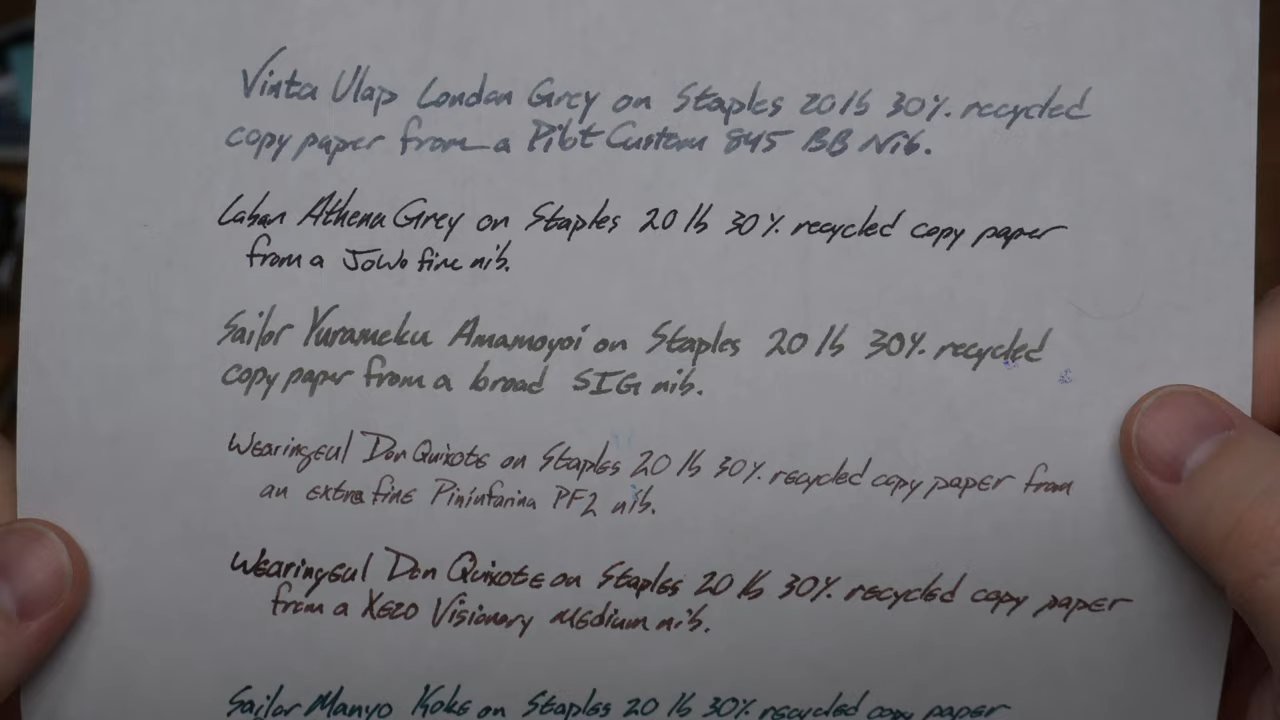 Vinta Ulap London Grey on Staples 20 lb 30% recycled
copy paper from a Pilot Custom 845 BB Nib.
Laban Athena Grey on Staples 20 lb 30% recycled copy paper
from a JoWo fine nib.
Sailor Yurameku Amamoyoi on Staples 20 lb 30% recycled
copy paper from a broad SIG nib.
Wearingeul Don Quixote on Staples 20 lb 30% recycled copy paper from
an extra fine Pininfarina PF2 nib.
Wearingeul Don Quixote on Staples 20 lb 30% recycled copy paper
from a Xezo Visionary Medium nib.
Sailor Manyo Koke on Staples 20 lb 30% recycled copy paper